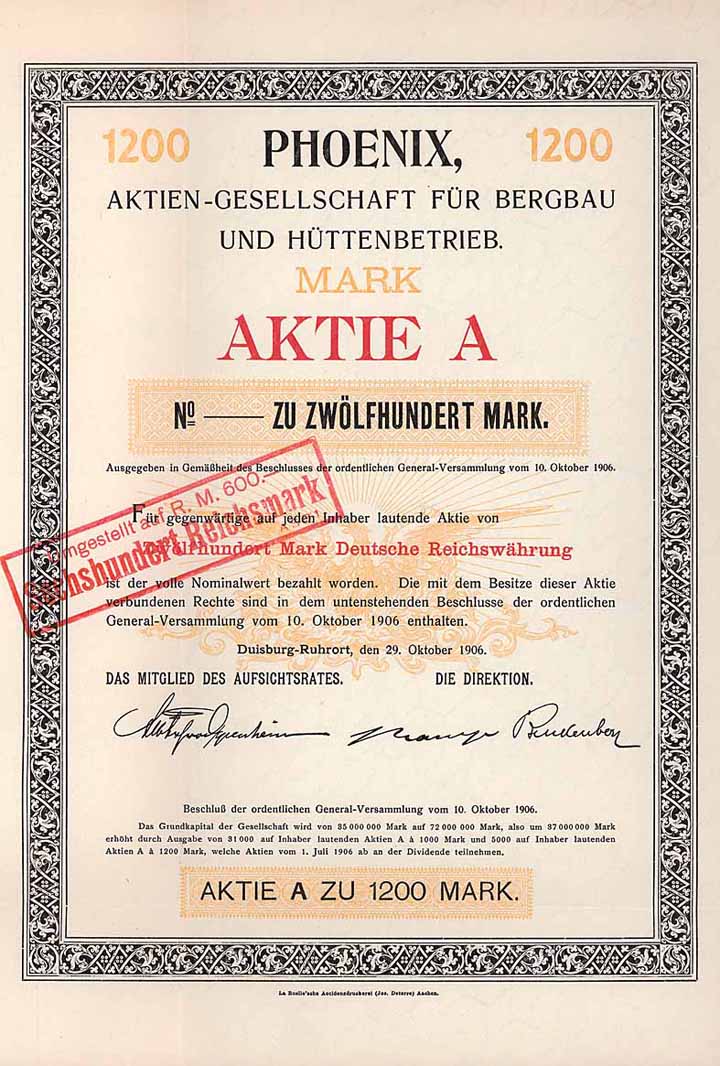 1200 PHOENIX, 1200
AKTIEN-GESELLSCHAFT FÜR BERGBAU
UND HÜTTENBETRIEB.
MARK
AKTIE A
Nº —— ZU ZWÖLFHUNDERT MARK.
Ausgegeben in Gemäßheit des Beschlusses der ordentlichen General-Versammlung vom 10. Oktober 1906.
Umgestellt auf R. M. 600.—
Sechshundert Reichsmark
Für gegenwärtige auf jeden Inhaber lautende Aktie von
Zwölfhundert Mark Deutsche Reichswährung
ist der volle Nominalwert bezahlt worden. Die mit dem Besitze dieser Aktie
verbundenen Rechte sind in dem untenstehenden Beschlusse der ordentlichen
General-Versammlung vom 10. Oktober 1906 enthalten.
Duisburg-Ruhrort, den 29. Oktober 1906.
DAS MITGLIED DES AUFSICHTSRATES. DIE DIREKTION.
Beschluß der ordentlichen General-Versammlung vom 10. Oktober 1906.
Das Grundkapital der Gesellschaft wird von 35 000 000 Mark auf 72 000 000 Mark, also um 37 000 000 Mark
erhöht durch Ausgabe von 31 000 auf Inhaber lautenden Aktien A à 1000 Mark und 5000 auf Inhaber lautenden
Aktien A à 1200 Mark, welche Aktien vom 1. Juli 1906 ab an der Dividende teilnehmen.
AKTIE A ZU 1200 MARK.
La Ruelle'sche Accidenzdruckerei (Jos. Deterre) Aachen.